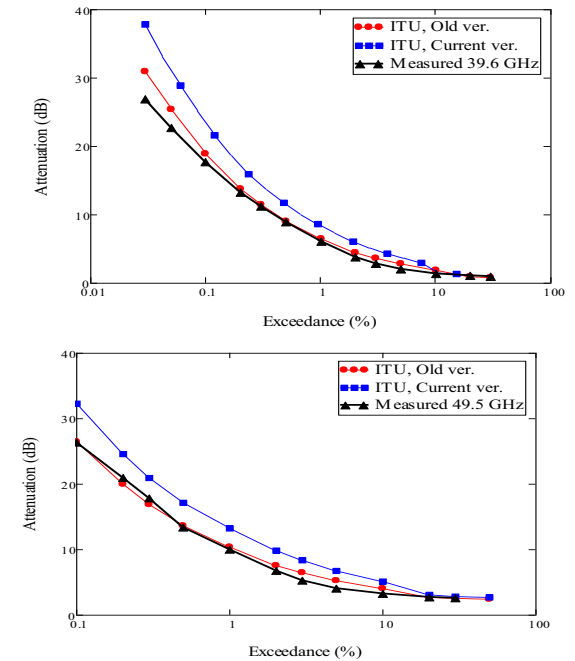 40
30
20
10
0
Attenuation (dB)
ITU, Old ver.
ITU, Current ver.
Measured 39.6 GHz
0.01
0.1
1
10
100
Exceedance (%)
40
30
20
10
0
Attenuation (dB)
ITU, Old ver.
ITU, Current ver.
Measured 49.5 GHz
0.1
1
10
100
Exceedance (%)